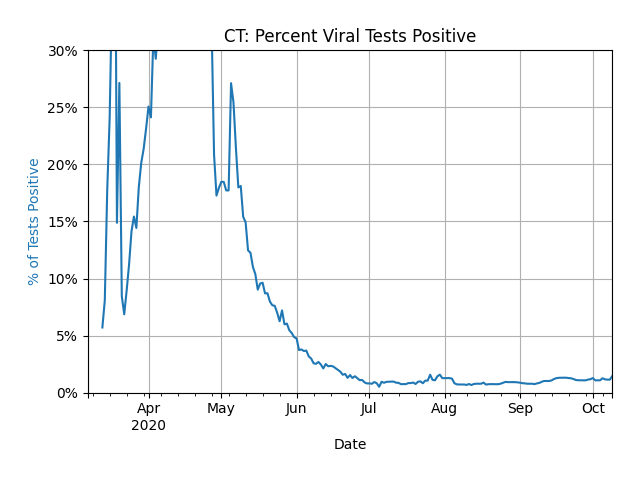 CT: Percent Viral Tests Positive
30%
25%
20%
15%
10%
5%
0%
% of Tests Positive
Apr
2020
May
Jun
Jul
Aug
Sep
Oct
Date